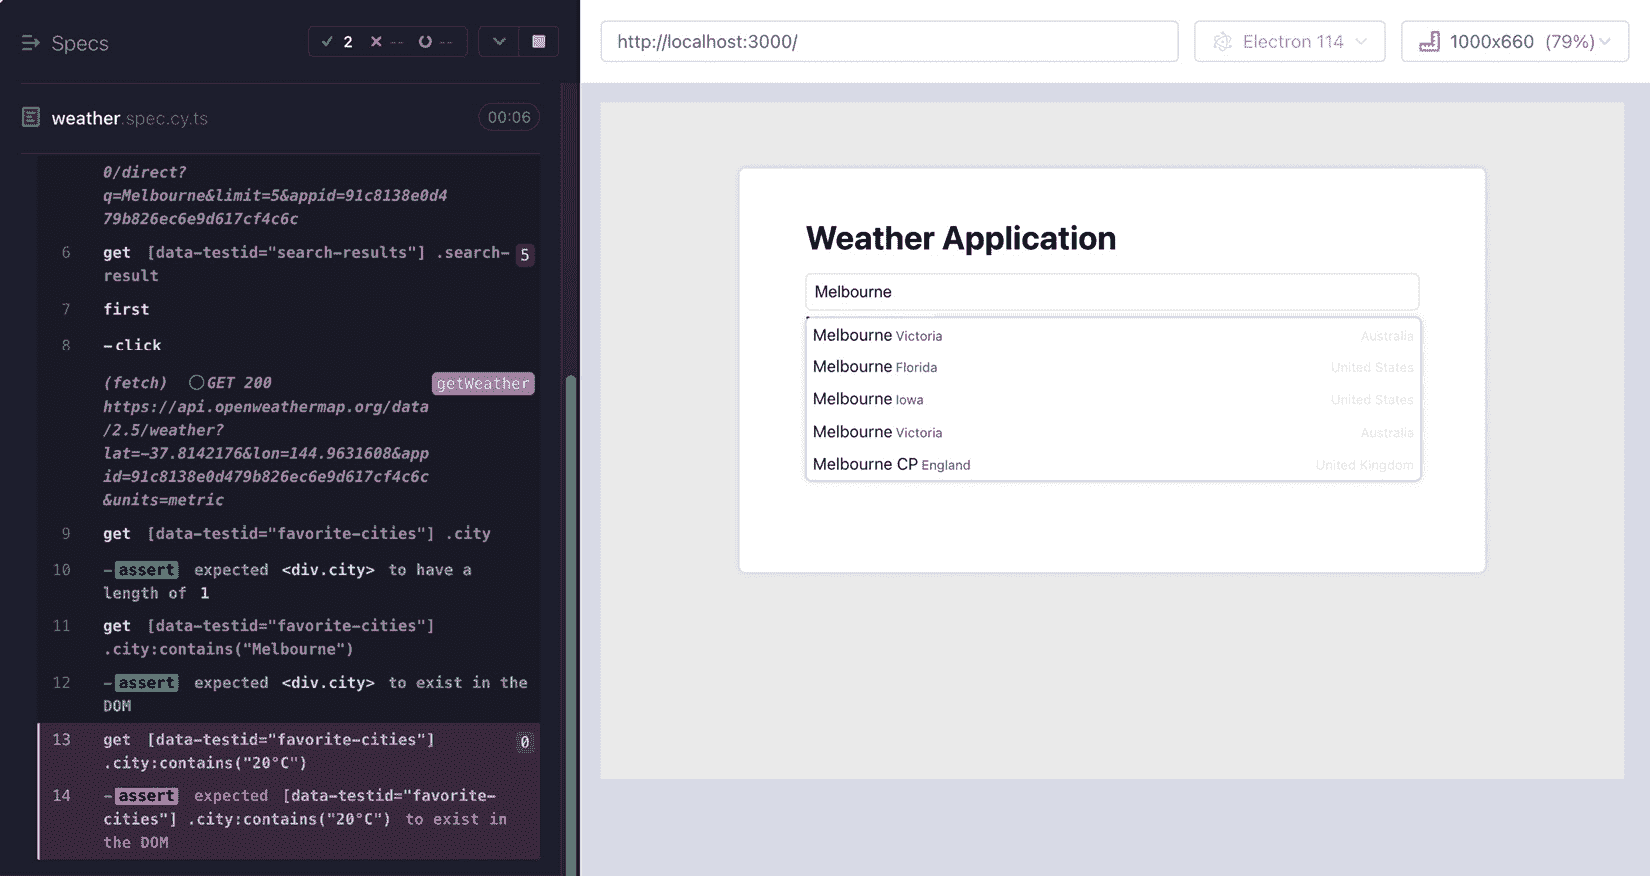 Specs
✓ 2 ✕ -- --
weather.spec.cy.ts 00:06
0/direct?
q=Melbourne&limit=5&appid=91c8138e0d4
79b826ec6e9d617cf4c6c
6 get [data-testid="search-results"] .search- 5
result
7 first
8 -click
(fetch) GET 200 getWeather
https://api.openweathermap.org/data
/2.5/weather?
lat=-37.8142176&lon=144.9631608&app
id=91c8138e0d479b826ec6e9d617cf4c6c
&units=metric
9 get [data-testid="favorite-cities"] .city
10 -assert expected <div.city> to have a
length of 1
11 get [data-testid="favorite-cities"]
.city:contains("Melbourne")
12 -assert expected <div.city> to exist in the
DOM
13 get [data-testid="favorite-cities"] 0
.city:contains("20°C")
14 -assert expected [data-testid="favorite-
cities"] .city:contains("20°C") to exist in
the DOM
http://localhost:3000/
Electron 114
1000x660 (79%)
Weather Application
Melbourne
Melbourne Victoria Australia
Melbourne Florida United States
Melbourne Iowa United States
Melbourne Victoria Australia
Melbourne CP England United Kingdom